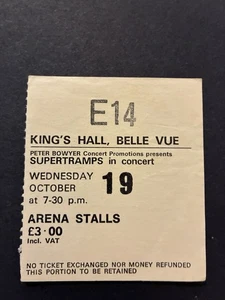 E14
KING'S HALL, BELLE VUE
PETER BOWYER Concert Promotions presents
SUPERTRAMPS in concert
WEDNESDAY
OCTOBER 19
at 7-30 p.m.
ARENA STALLS
£3·00
Incl. VAT
NO TICKET EXCHANGED NOR MONEY REFUNDED
THIS PORTION TO BE RETAINED